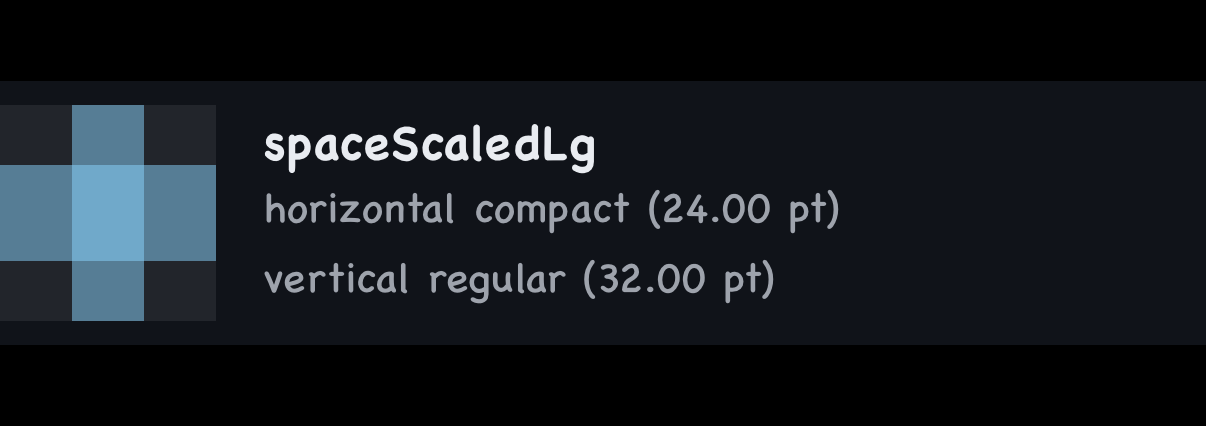 spaceScaledLg
horizontal compact (24.00 pt)
vertical regular (32.00 pt)